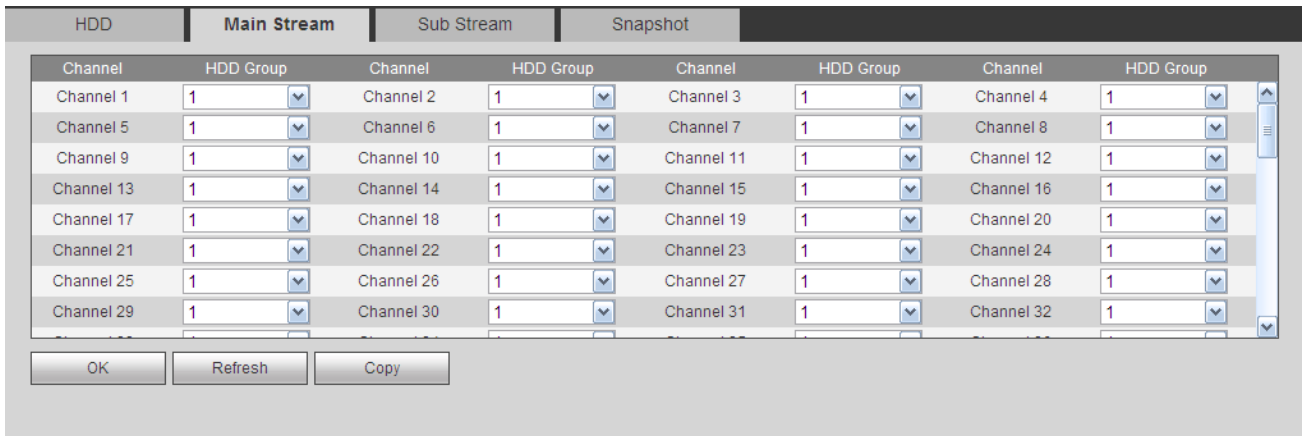 HDD Main Stream Sub Stream Snapshot
Channel HDD Group Channel HDD Group Channel HDD Group Channel HDD Group
Channel 1 1 Channel 2 1 Channel 3 1 Channel 4 1
Channel 5 1 Channel 6 1 Channel 7 1 Channel 8 1
Channel 9 1 Channel 10 1 Channel 11 1 Channel 12 1
Channel 13 1 Channel 14 1 Channel 15 1 Channel 16 1
Channel 17 1 Channel 18 1 Channel 19 1 Channel 20 1
Channel 21 1 Channel 22 1 Channel 23 1 Channel 24 1
Channel 25 1 Channel 26 1 Channel 27 1 Channel 28 1
Channel 29 1 Channel 30 1 Channel 31 1 Channel 32 1
OK Refresh Copy